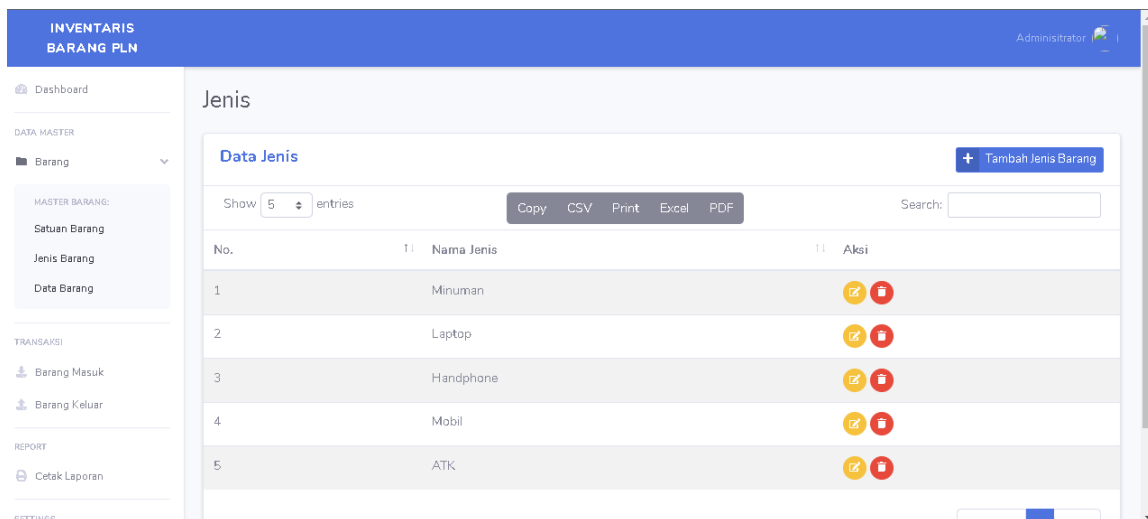 INVENTARIS
BARANG PLN
Adminisitrator
Dashboard
DATA MASTER
Barang
MASTER BARANG:
Satuan Barang
Jenis Barang
Data Barang
TRANSAKSI
Barang Masuk
Barang Keluar
REPORT
Cetak Laporan
SETTINGS
Jenis
Data Jenis
+ Tambah Jenis Barang
Show 5 entries
Copy CSV Print Excel PDF
Search:
No. Nama Jenis Aksi
1 Minuman
2 Laptop
3 Handphone
4 Mobil
5 ATK